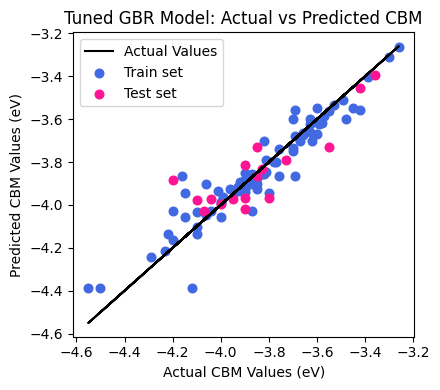 Tuned GBR Model: Actual vs Predicted CBM
Actual Values
Train set
Test set
Predicted CBM Values (eV)
−3.2
−3.4
−3.6
−3.8
−4.0
−4.2
−4.4
−4.6
−4.6 −4.4 −4.2 −4.0 −3.8 −3.6 −3.4 −3.2
Actual CBM Values (eV)